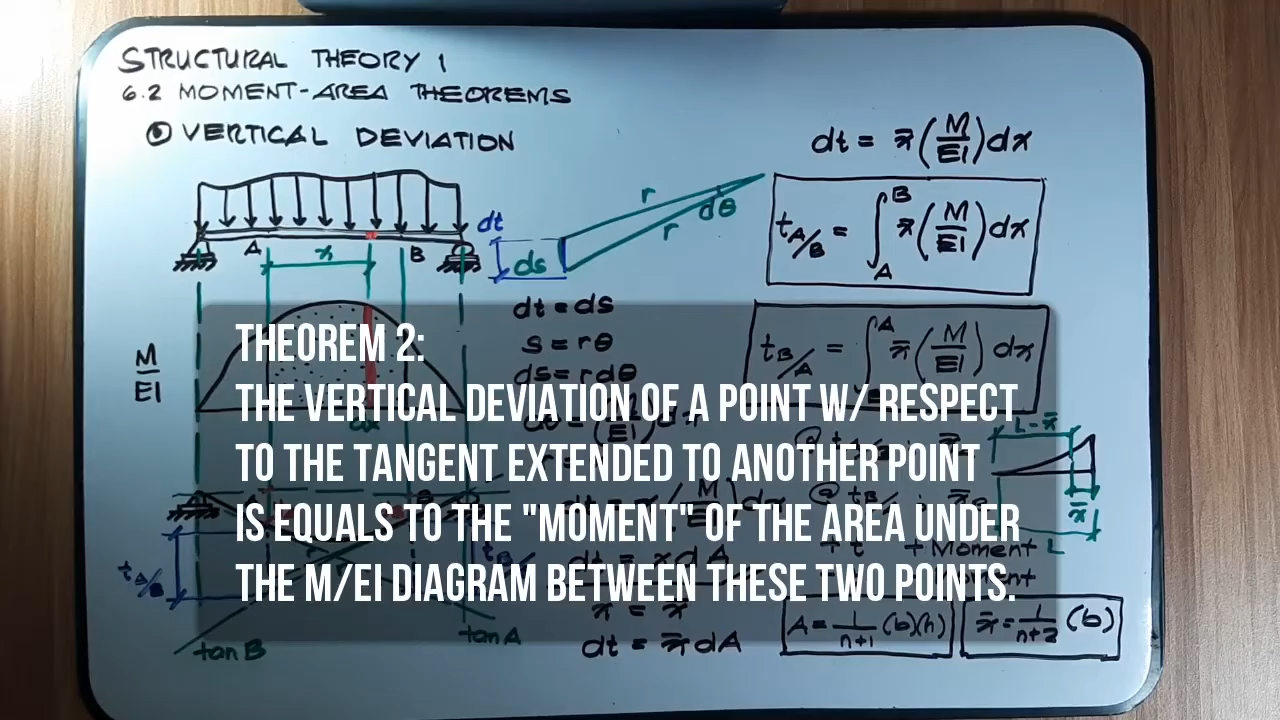 STRUCTURAL THEORY 1
6.2 MOMENT-AREA THEOREMS
VERTICAL DEVIATION
dt = x̄(M/EI)dx
r
dθ
r
dt
ds
A
x
B
t A/B = ∫ A B x̄(M/EI)dx
dt = ds
s = rθ
ds = rdθ
t B/A = ∫ A x̄(M/EI)dx
M/EI
THEOREM 2:
THE VERTICAL DEVIATION OF A POINT W/ RESPECT
TO THE TANGENT EXTENDED TO ANOTHER POINT
IS EQUALS TO THE "MOMENT" OF THE AREA UNDER
THE M/EI DIAGRAM BETWEEN THESE TWO POINTS.
L-x̄
x̄
L
+ Moment
t A/B
dt = x dA
x = x̄
dt = x̄ dA
tan B
tan A
A = 1/n+1 (b)(h)
x̄ = 1/n+2 (b)